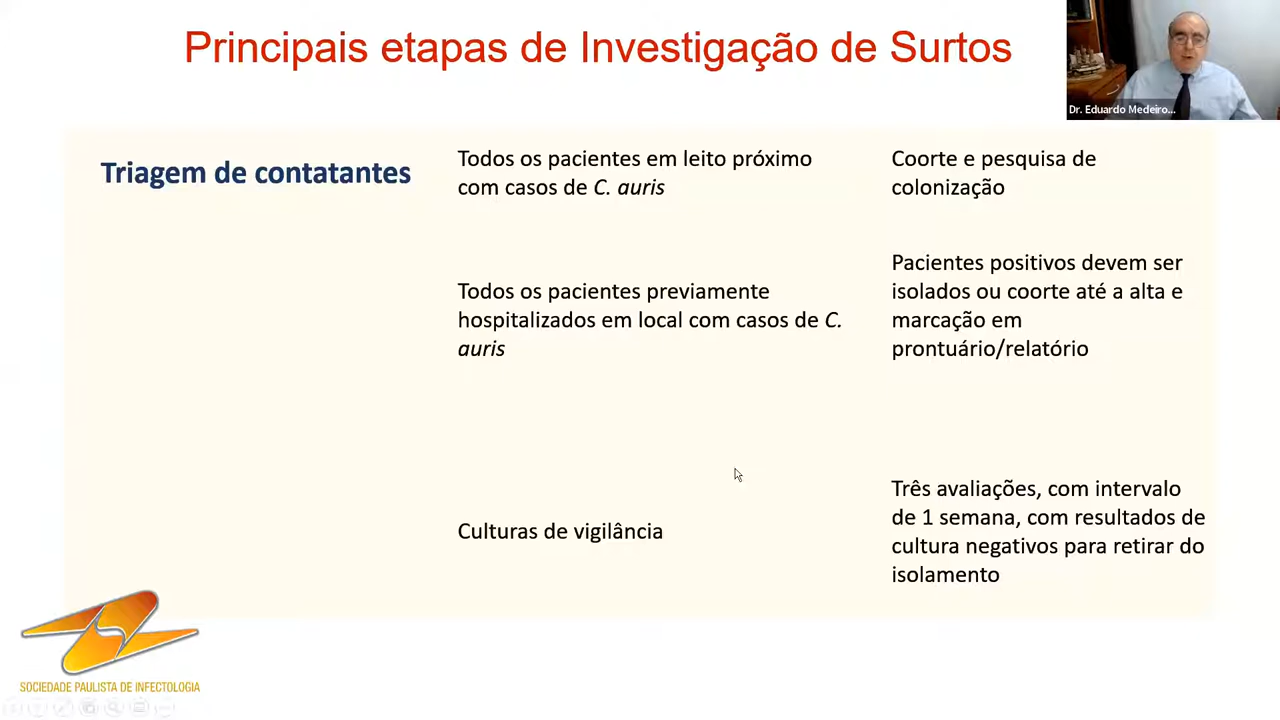 Principais etapas de Investigação de Surtos
Dr. Eduardo Medeiro...
Triagem de contatantes
Todos os pacientes em leito próximo
com casos de C. auris
Coorte e pesquisa de
colonização
Todos os pacientes previamente
hospitalizados em local com casos de C.
auris
Pacientes positivos devem ser
isolados ou coorte até a alta e
marcação em
prontuário/relatório
Culturas de vigilância
Três avaliações, com intervalo
de 1 semana, com resultados de
cultura negativos para retirar do
isolamento
SOCIEDADE PAULISTA DE INFECTOLOGIA